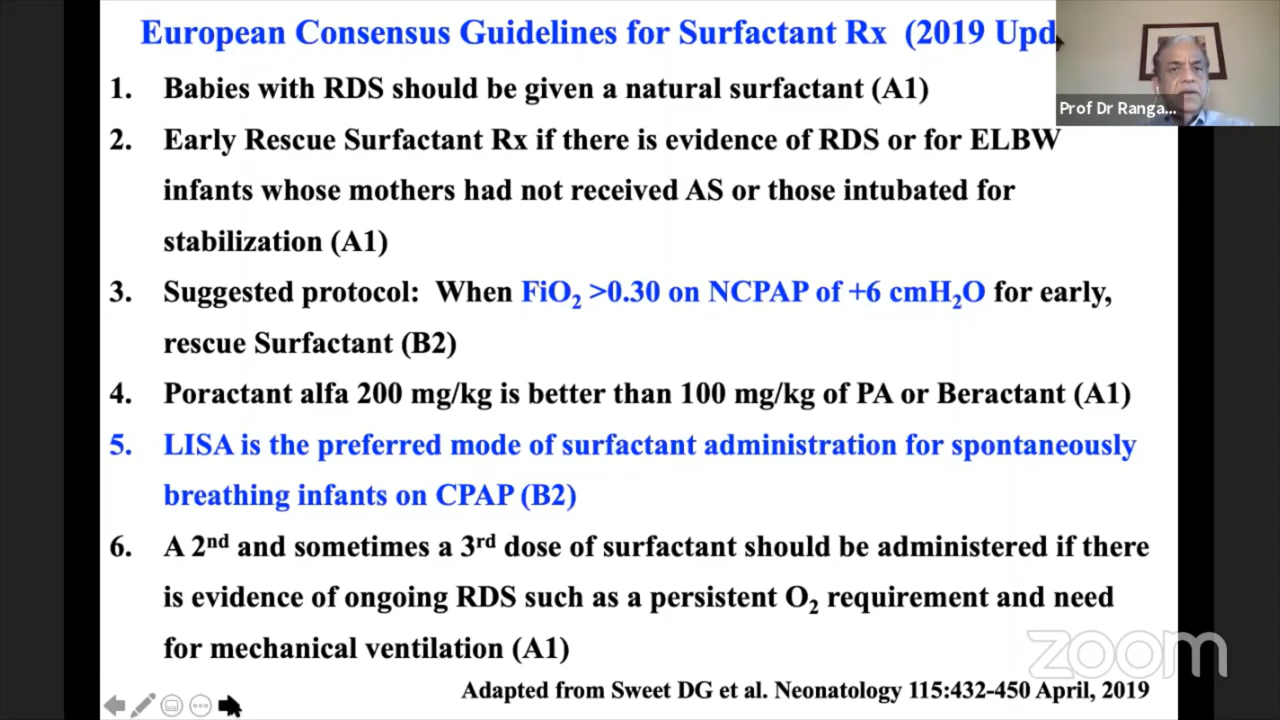 European Consensus Guidelines for Surfactant Rx (2019 Upd
Prof Dr Ranga...
1. Babies with RDS should be given a natural surfactant (A1)
2. Early Rescue Surfactant Rx if there is evidence of RDS or for ELBW
infants whose mothers had not received AS or those intubated for
stabilization (A1)
3. Suggested protocol: When FiO₂ >0.30 on NCPAP of +6 cmH₂O for early,
rescue Surfactant (B2)
4. Poractant alfa 200 mg/kg is better than 100 mg/kg of PA or Beractant (A1)
5. LISA is the preferred mode of surfactant administration for spontaneously
breathing infants on CPAP (B2)
6. A 2nd and sometimes a 3rd dose of surfactant should be administered if there
is evidence of ongoing RDS such as a persistent O₂ requirement and need
for mechanical ventilation (A1)
zoom
Adapted from Sweet DG et al. Neonatology 115:432-450 April, 2019